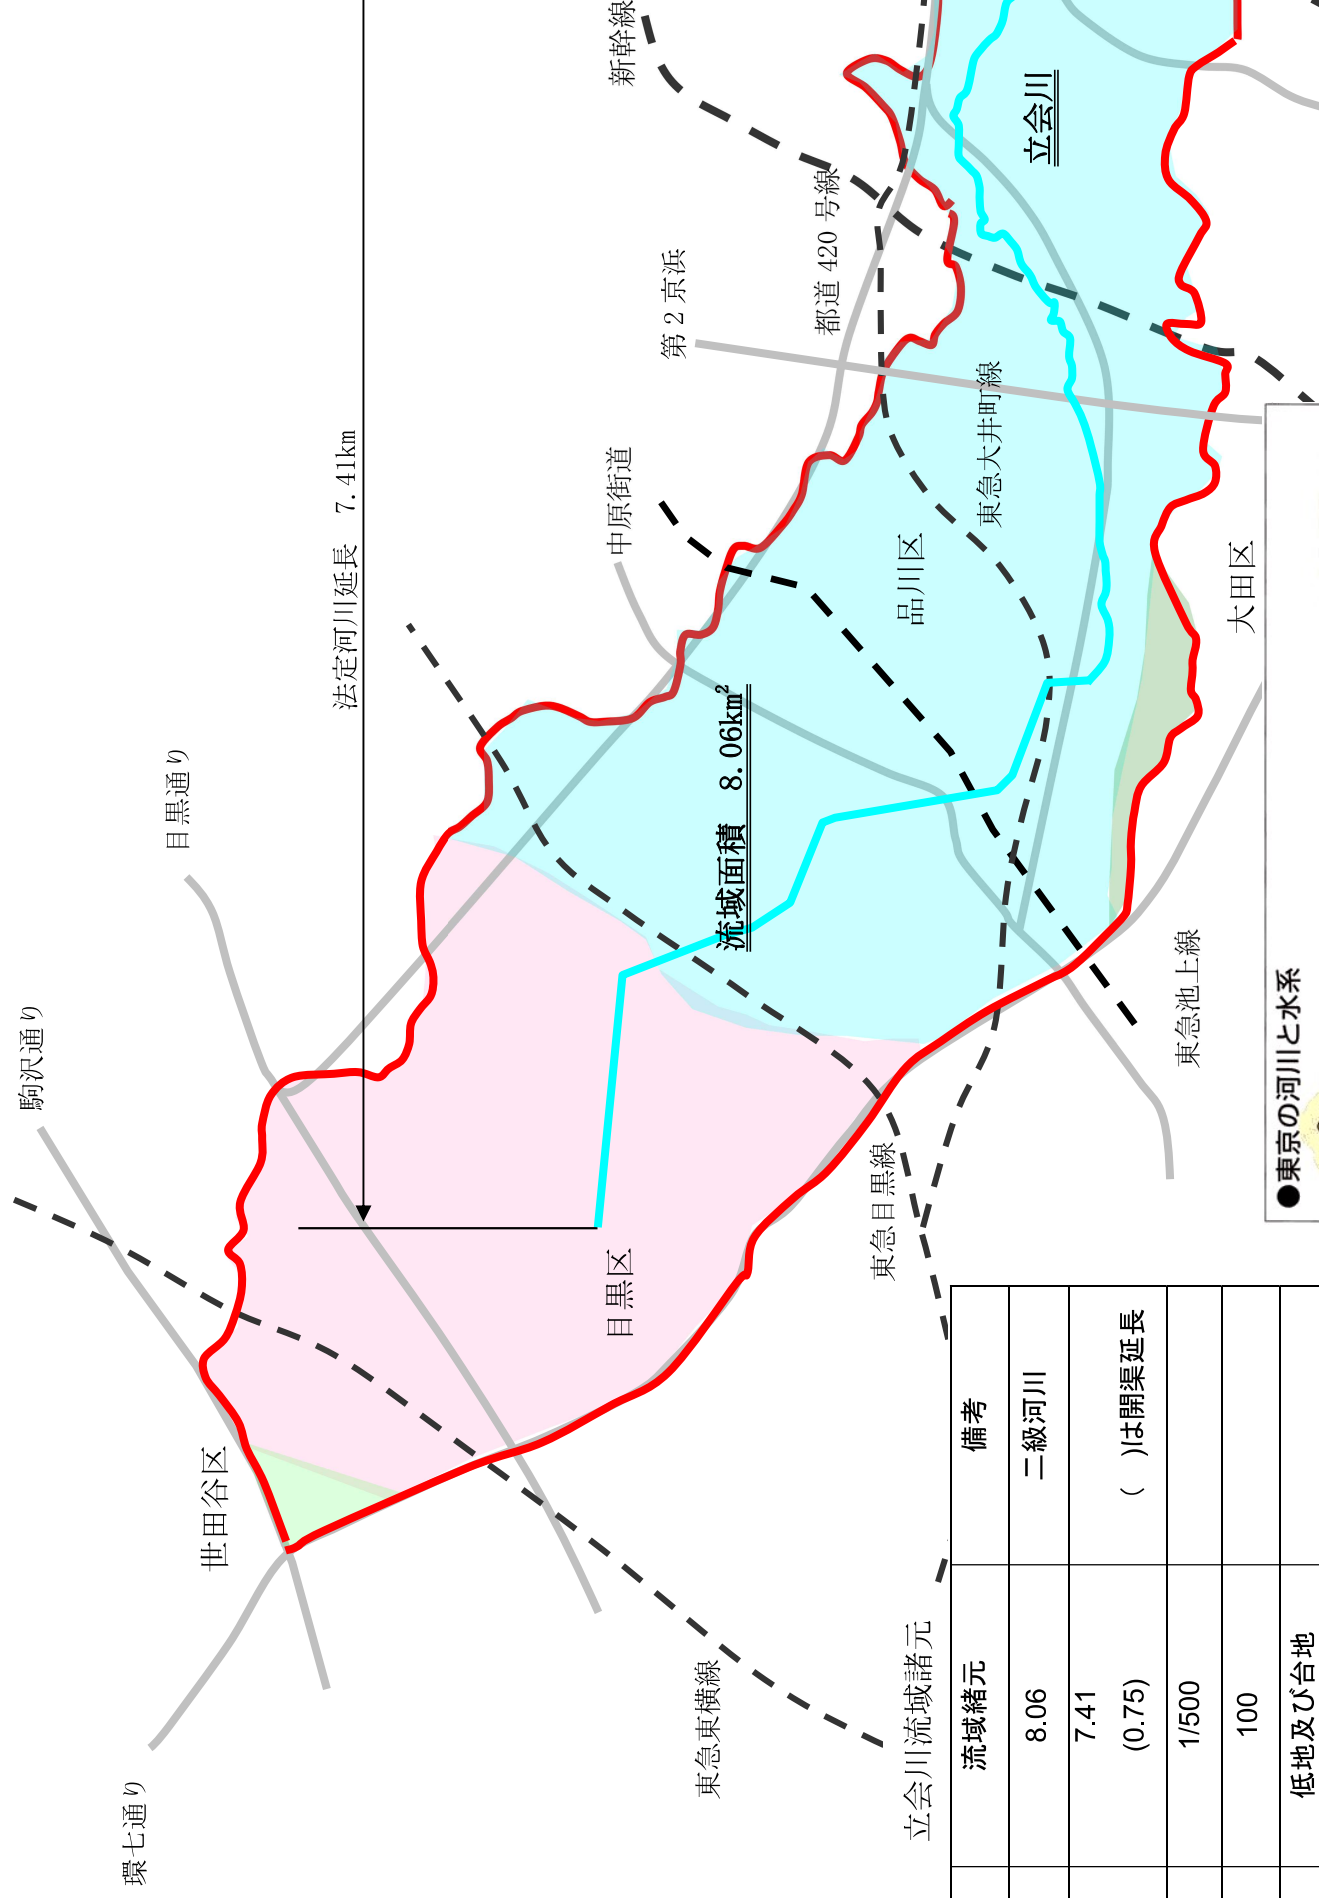 環七通り
世田谷区
駒沢通り
目黒通り
法定河川延長 7.41km
新幹線
第2京浜
都道420号線
中原街道
東急大井町線
品川区
立会川
流域面積 8.06km²
目黒区
東急目黒線
東急東横線
東急池上線
大田区
●東京の河川と水系
立会川流域諸元
流域緒元 備考
8.06 二級河川
7.41
(0.75) ( )は開渠延長
1/500
100
低地及び台地